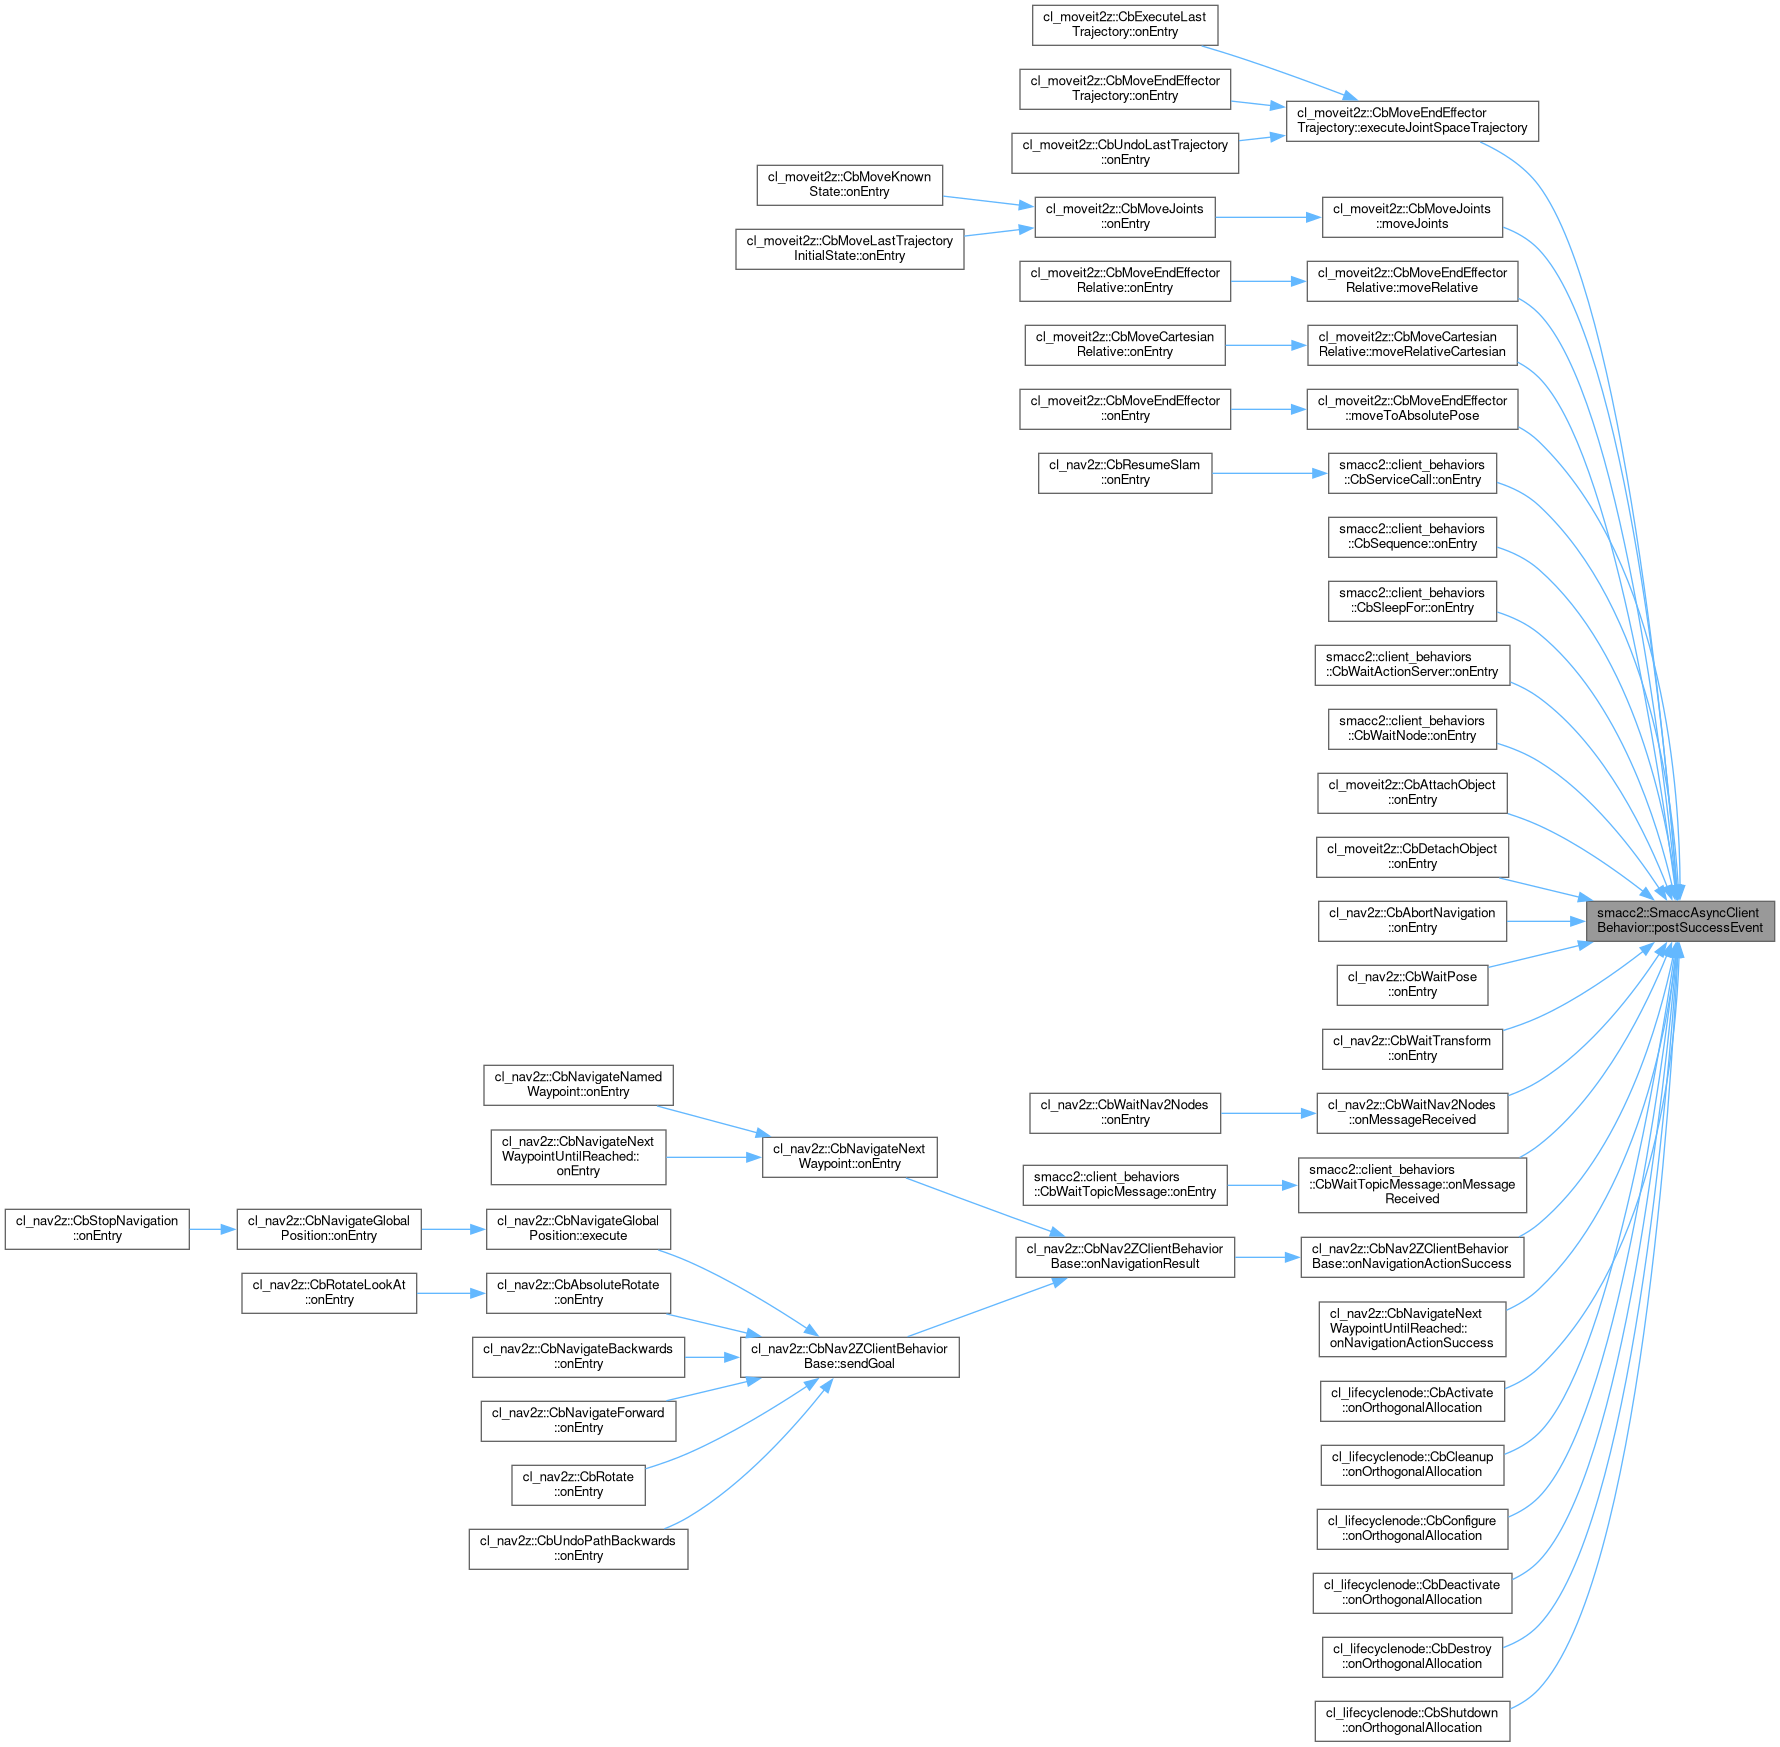 cl_moveit2z::CbExecuteLast
Trajectory::onEntry
cl_moveit2z::CbMoveEndEffector
Trajectory::onEntry
cl_moveit2z::CbMoveEndEffector
Trajectory::executeJointSpaceTrajectory
cl_moveit2z::CbUndoLastTrajectory
::onEntry
cl_moveit2z::CbMoveKnown
State::onEntry
cl_moveit2z::CbMoveJoints
::onEntry
cl_moveit2z::CbMoveJoints
::moveJoints
cl_moveit2z::CbMoveLastTrajectory
InitialState::onEntry
cl_moveit2z::CbMoveEndEffector
Relative::onEntry
cl_moveit2z::CbMoveEndEffector
Relative::moveRelative
cl_moveit2z::CbMoveCartesian
Relative::onEntry
cl_moveit2z::CbMoveCartesian
Relative::moveRelativeCartesian
cl_moveit2z::CbMoveEndEffector
::onEntry
cl_moveit2z::CbMoveEndEffector
::moveToAbsolutePose
cl_nav2z::CbResumeSlam
::onEntry
smacc2::client_behaviors
::CbServiceCall::onEntry
smacc2::client_behaviors
::CbSequence::onEntry
smacc2::client_behaviors
::CbSleepFor::onEntry
smacc2::client_behaviors
::CbWaitActionServer::onEntry
smacc2::client_behaviors
::CbWaitNode::onEntry
cl_moveit2z::CbAttachObject
::onEntry
cl_moveit2z::CbDetachObject
::onEntry
cl_nav2z::CbAbortNavigation
::onEntry
smacc2::SmaccAsyncClient
Behavior::postSuccessEvent
cl_nav2z::CbWaitPose
::onEntry
cl_nav2z::CbWaitTransform
::onEntry
cl_nav2z::CbNavigateNamed
Waypoint::onEntry
cl_nav2z::CbWaitNav2Nodes
::onEntry
cl_nav2z::CbWaitNav2Nodes
::onMessageReceived
cl_nav2z::CbNavigateNext
WaypointUntilReached::
onEntry
cl_nav2z::CbNavigateNext
Waypoint::onEntry
smacc2::client_behaviors
::CbWaitTopicMessage::onEntry
smacc2::client_behaviors
::CbWaitTopicMessage::onMessage
Received
cl_nav2z::CbStopNavigation
::onEntry
cl_nav2z::CbNavigateGlobal
Position::onEntry
cl_nav2z::CbNavigateGlobal
Position::execute
cl_nav2z::CbNav2ZClientBehavior
Base::onNavigationResult
cl_nav2z::CbNav2ZClientBehavior
Base::onNavigationActionSuccess
cl_nav2z::CbRotateLookAt
::onEntry
cl_nav2z::CbAbsoluteRotate
::onEntry
cl_nav2z::CbNavigateNext
WaypointUntilReached::
onNavigationActionSuccess
cl_nav2z::CbNavigateBackwards
::onEntry
cl_nav2z::CbNav2ZClientBehavior
Base::sendGoal
cl_nav2z::CbNavigateForward
::onEntry
cl_lifecyclenode::CbActivate
::onOrthogonalAllocation
cl_nav2z::CbRotate
::onEntry
cl_lifecyclenode::CbCleanup
::onOrthogonalAllocation
cl_nav2z::CbUndoPathBackwards
::onEntry
cl_lifecyclenode::CbConfigure
::onOrthogonalAllocation
cl_lifecyclenode::CbDeactivate
::onOrthogonalAllocation
cl_lifecyclenode::CbDestroy
::onOrthogonalAllocation
cl_lifecyclenode::CbShutdown
::onOrthogonalAllocation